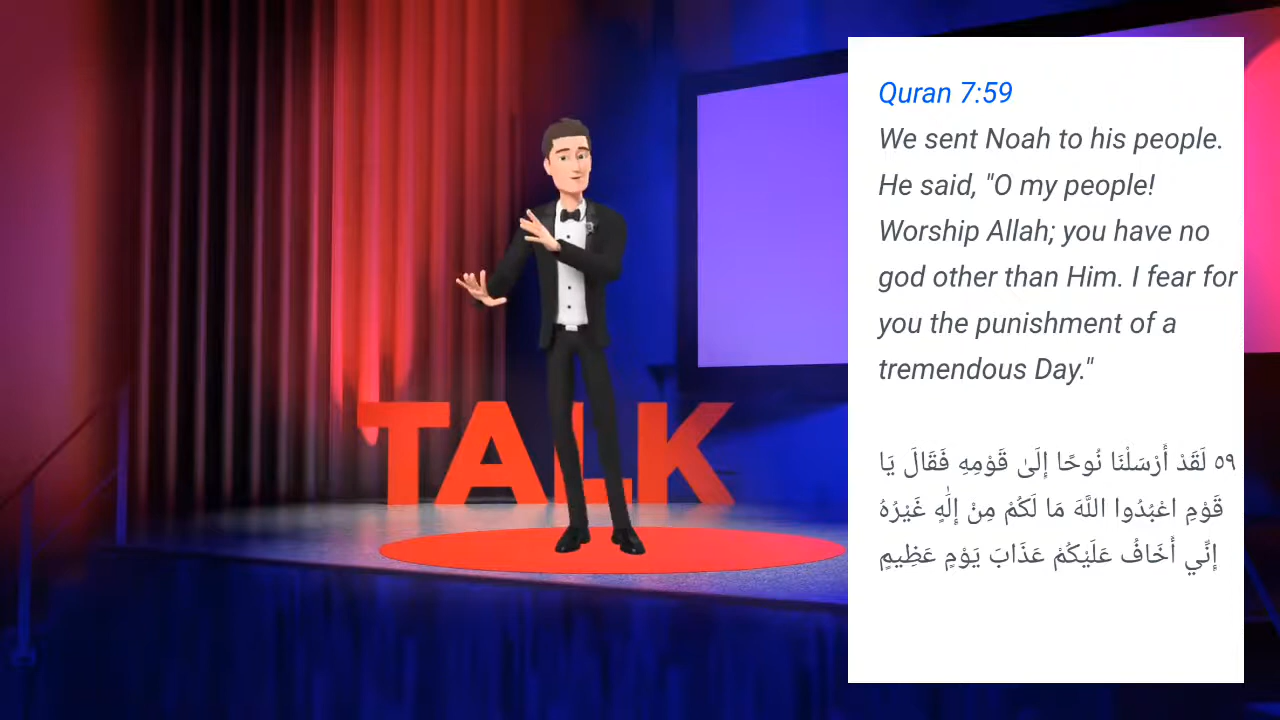 TALK
Quran 7:59
We sent Noah to his people.
He said, "O my people!
Worship Allah; you have no
god other than Him. I fear for
you the punishment of a
tremendous Day."
٥٩ لَقَدْ أَرْسَلْنَا نُوحًا إِلَىٰ قَوْمِهِ فَقَالَ يَا
قَوْمِ اعْبُدُوا اللَّهَ مَا لَكُمْ مِنْ إِلَٰهٍ غَيْرُهُ
إِنِّي أَخَافُ عَلَيْكُمْ عَذَابَ يَوْمٍ عَظِيمٍ